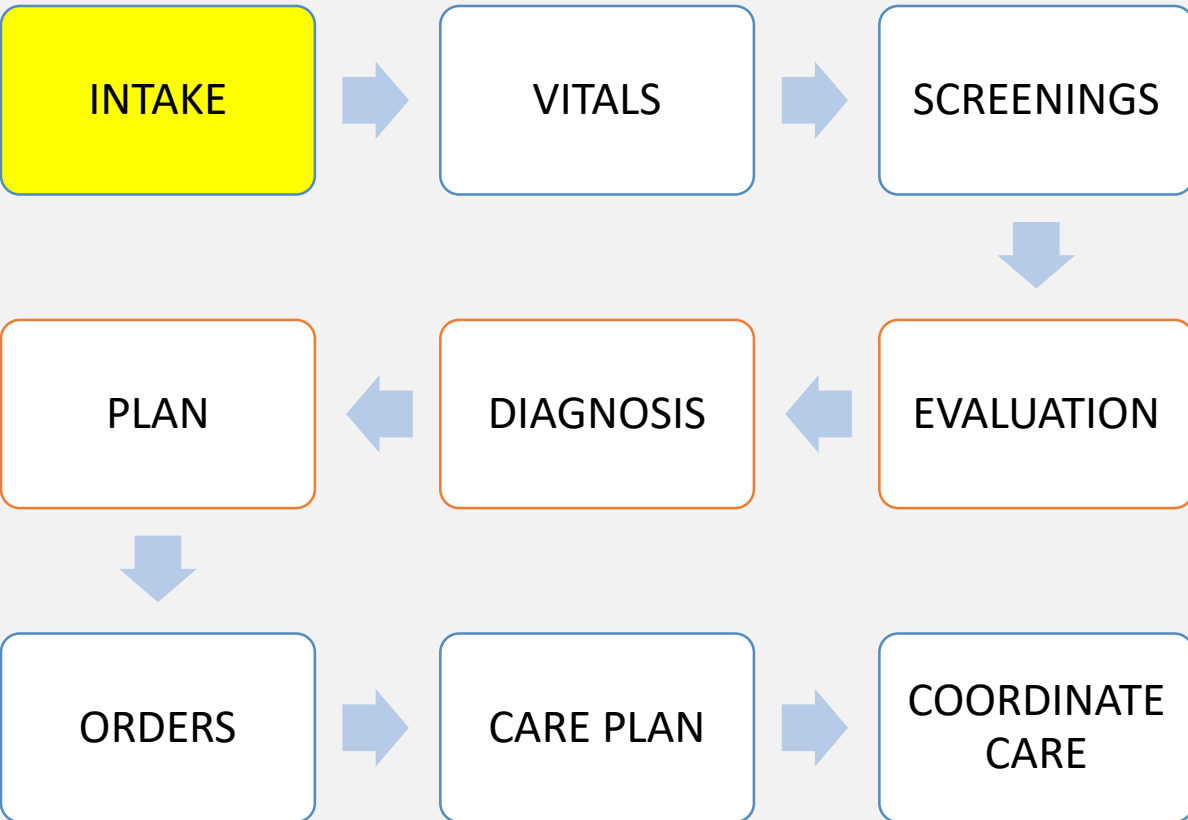 INTAKE
VITALS
SCREENINGS
EVALUATION
DIAGNOSIS
PLAN
ORDERS
CARE PLAN
COORDINATE
CARE